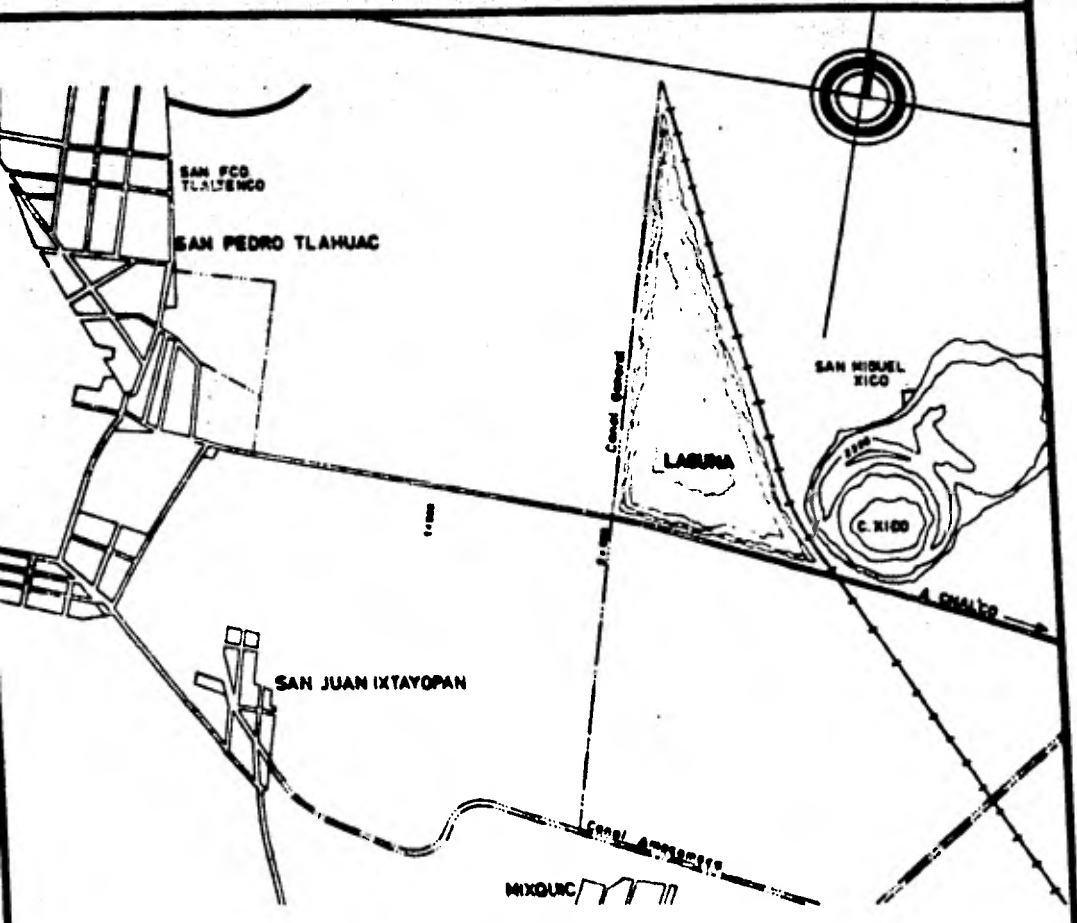 SAN FCO
TLALTENCO
SAN PEDRO TLAHUAC
SAN MIGUEL
XICO
Canal General
LAGUNA
2300
C. XICO
A. CHALCO
SAN JUAN IXTAYOPAN
Canal Amecameca
MIXQUIC